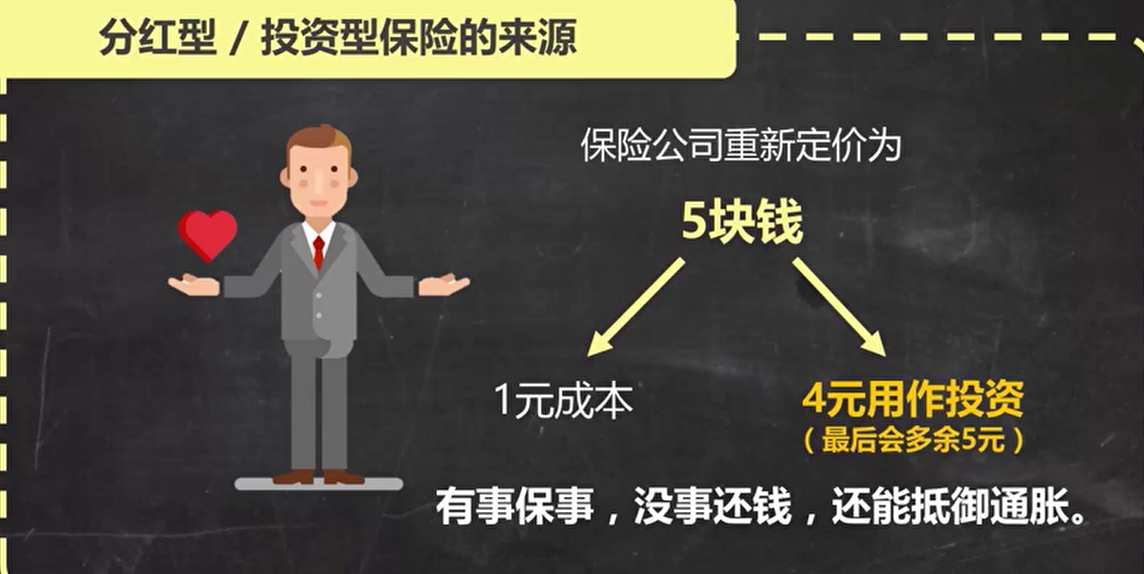 分红型 / 投资型保险的来源
保险公司重新定价为
5块钱
1元成本
4元用作投资
（最后会多余5元）
有事保事，没事还钱，还能抵御通胀。